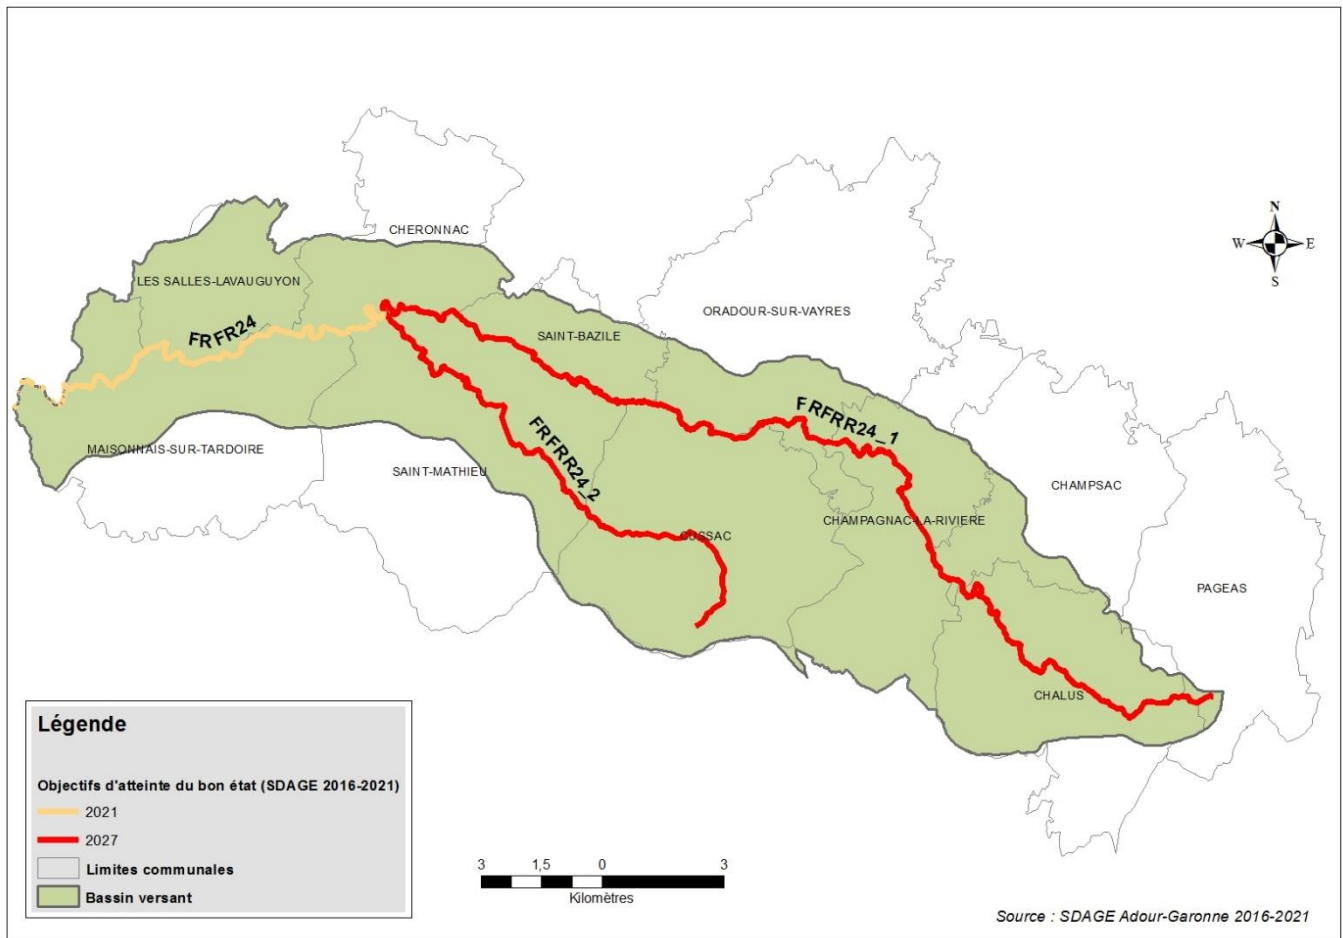 CHERONNAC
N
W E
S
LES SALLES-LAVAUGUYON
ORADOUR-SUR-VAYRES
FRFR24
SAINT-BAZILE
FRFRR24_1
MAISONNAIS-SUR-TARDOIRE
SAINT-MATHIEU
FRFRR24_2
CHAMPSAC
CHAMPAGNAC-LA-RIVIERE
CUSSAC
PAGEAS
CHALUS
Légende
Objectifs d'atteinte du bon état (SDAGE 2016-2021)
2021
2027
Limites communales
Bassin versant
3 1,5 0 3
Kilomètres
Source : SDAGE Adour-Garonne 2016-2021